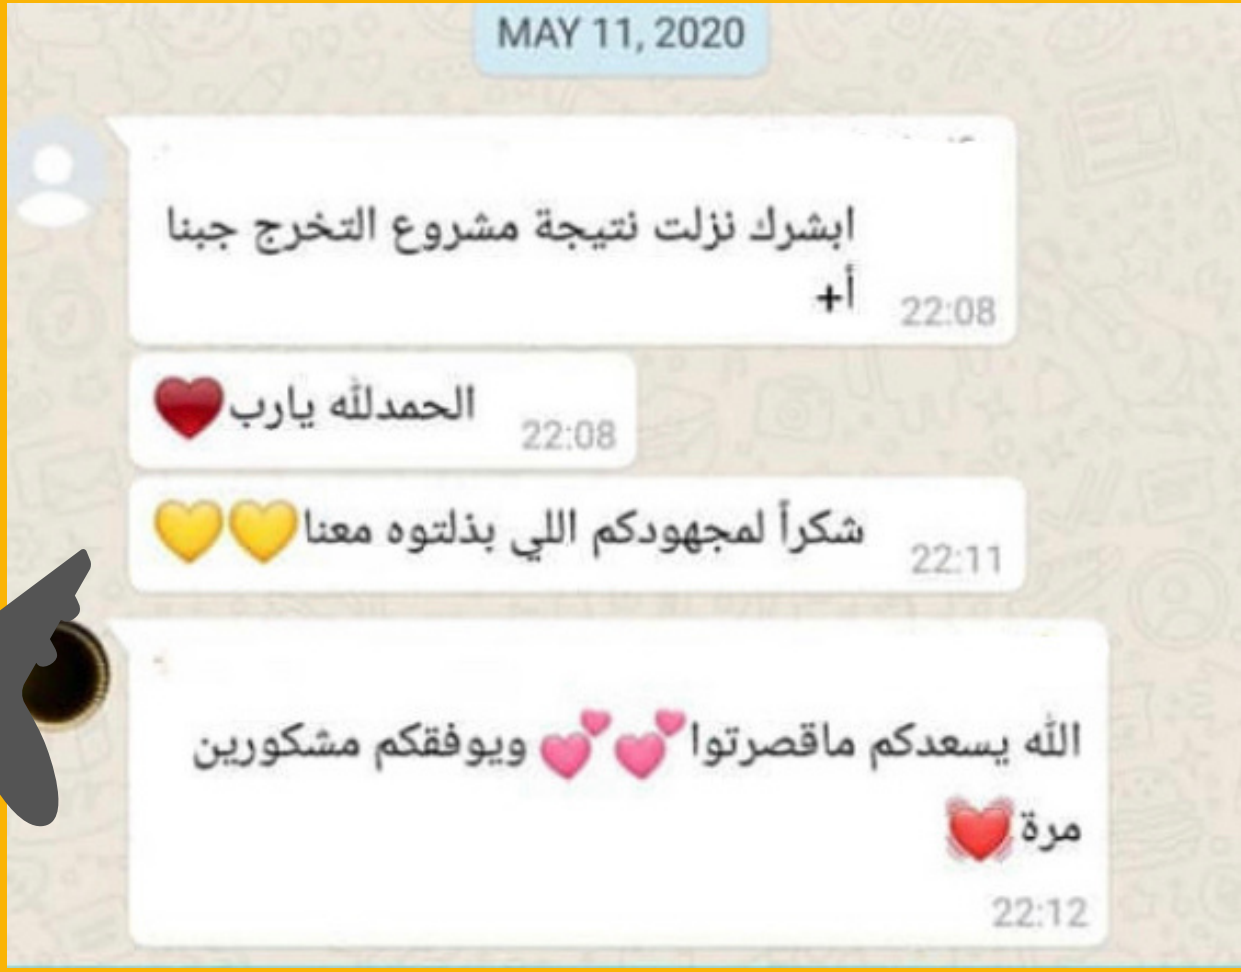 MAY 11, 2020
ابشرك نزلت نتيجة مشروع التخرج جبنا
أ+
22:08
الحمدلله يارب❤️
22:08
شكراً لمجهودكم اللي بذلتوه معنا💛💛
22:11
الله يسعدكم ماقصرتوا💕💕 ويوفقكم مشكورين
مرة💓
22:12